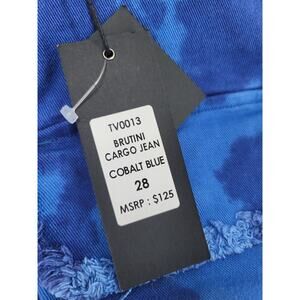 TV0013
BRUTINI
CARGO JEAN
COBALT BLUE
28
MSRP : $125